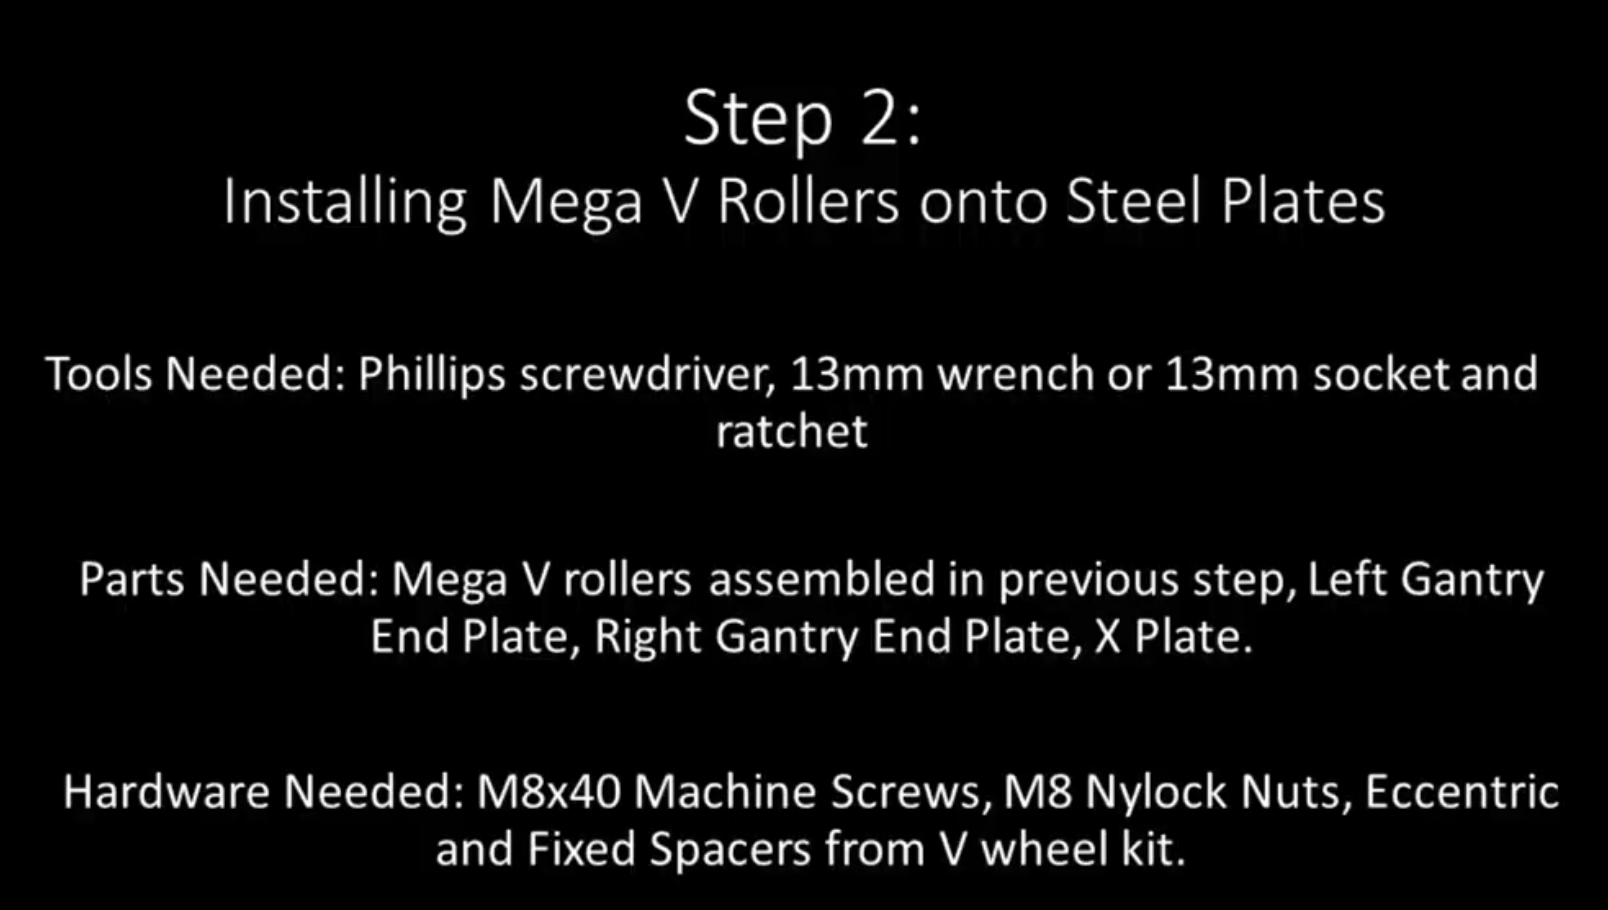 Step 2:
Installing Mega V Rollers onto Steel Plates
Tools Needed: Phillips screwdriver, 13mm wrench or 13mm socket and
ratchet
Parts Needed: Mega V rollers assembled in previous step, Left Gantry
End Plate, Right Gantry End Plate, X Plate.
Hardware Needed: M8x40 Machine Screws, M8 Nylock Nuts, Eccentric
and Fixed Spacers from V wheel kit.